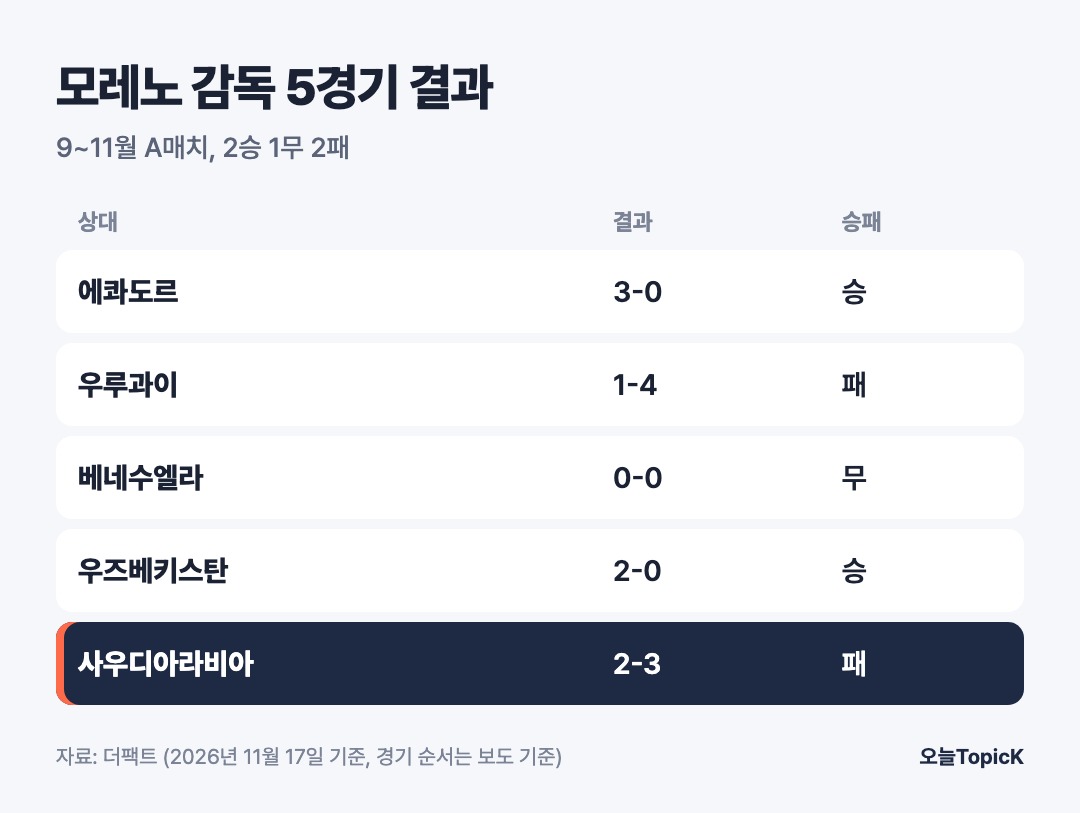 모레노 감독 5경기 결과
9~11월 A매치, 2승 1무 2패
상대 결과 승패
에콰도르 3-0 승
우루과이 1-4 패
베네수엘라 0-0 무
우즈베키스탄 2-0 승
사우디아라비아 2-3 패
자료: 더팩트 (2026년 11월 17일 기준, 경기 순서는 보도 기준) 오늘TopicK